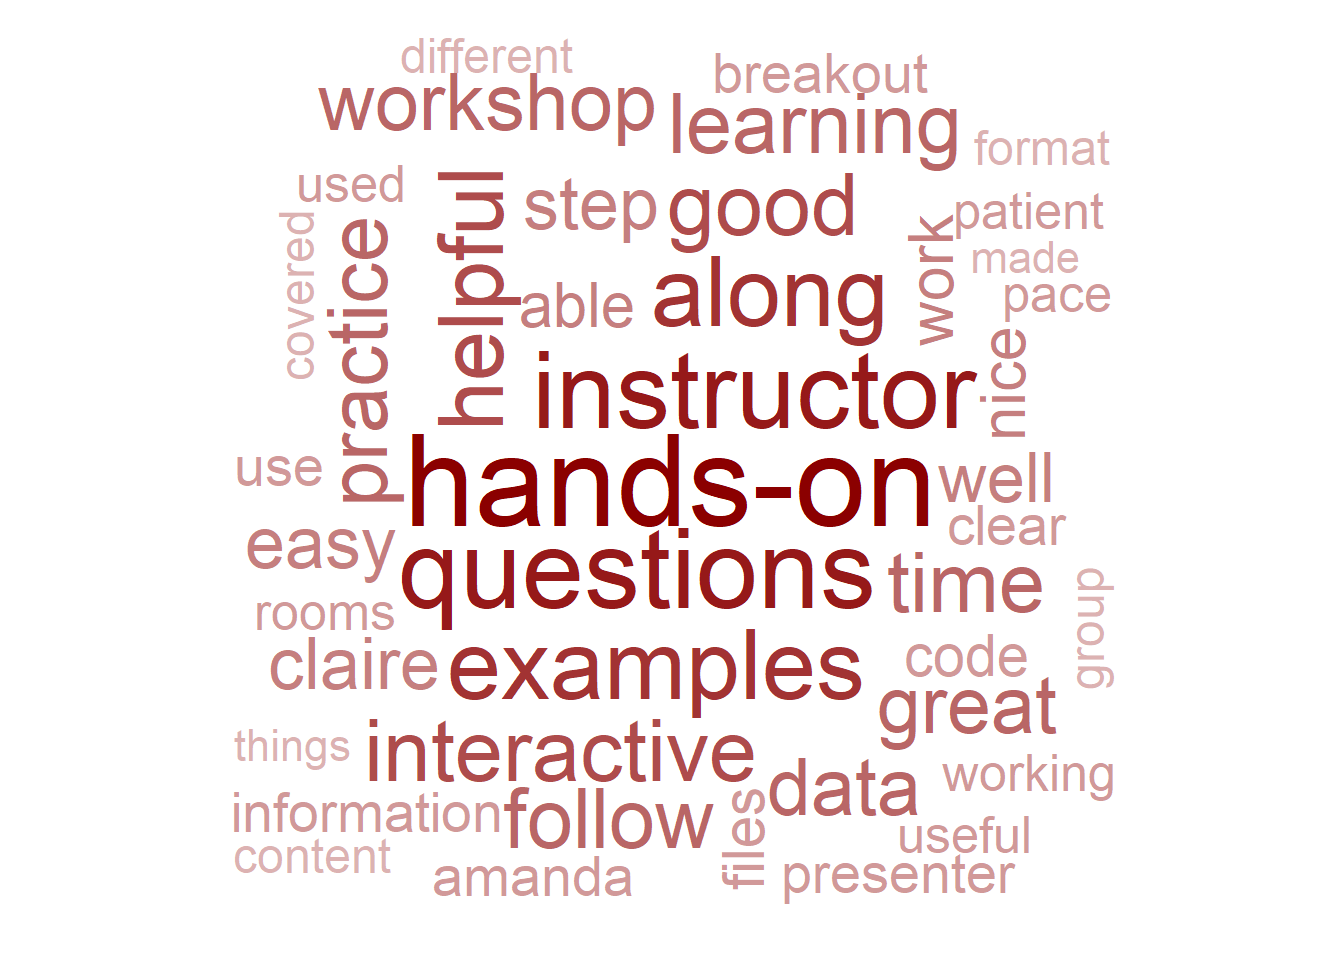 different
breakout
workshop
learning
format
used
helpful
step
good
work
patient
covered
practice
made
able
along
pace
instructor
nice
hands-on
use
well
clear
easy
questions
time
rooms
group
claire
examples
code
great
things
interactive
data
working
information
follow
files
useful
content
amanda
presenter